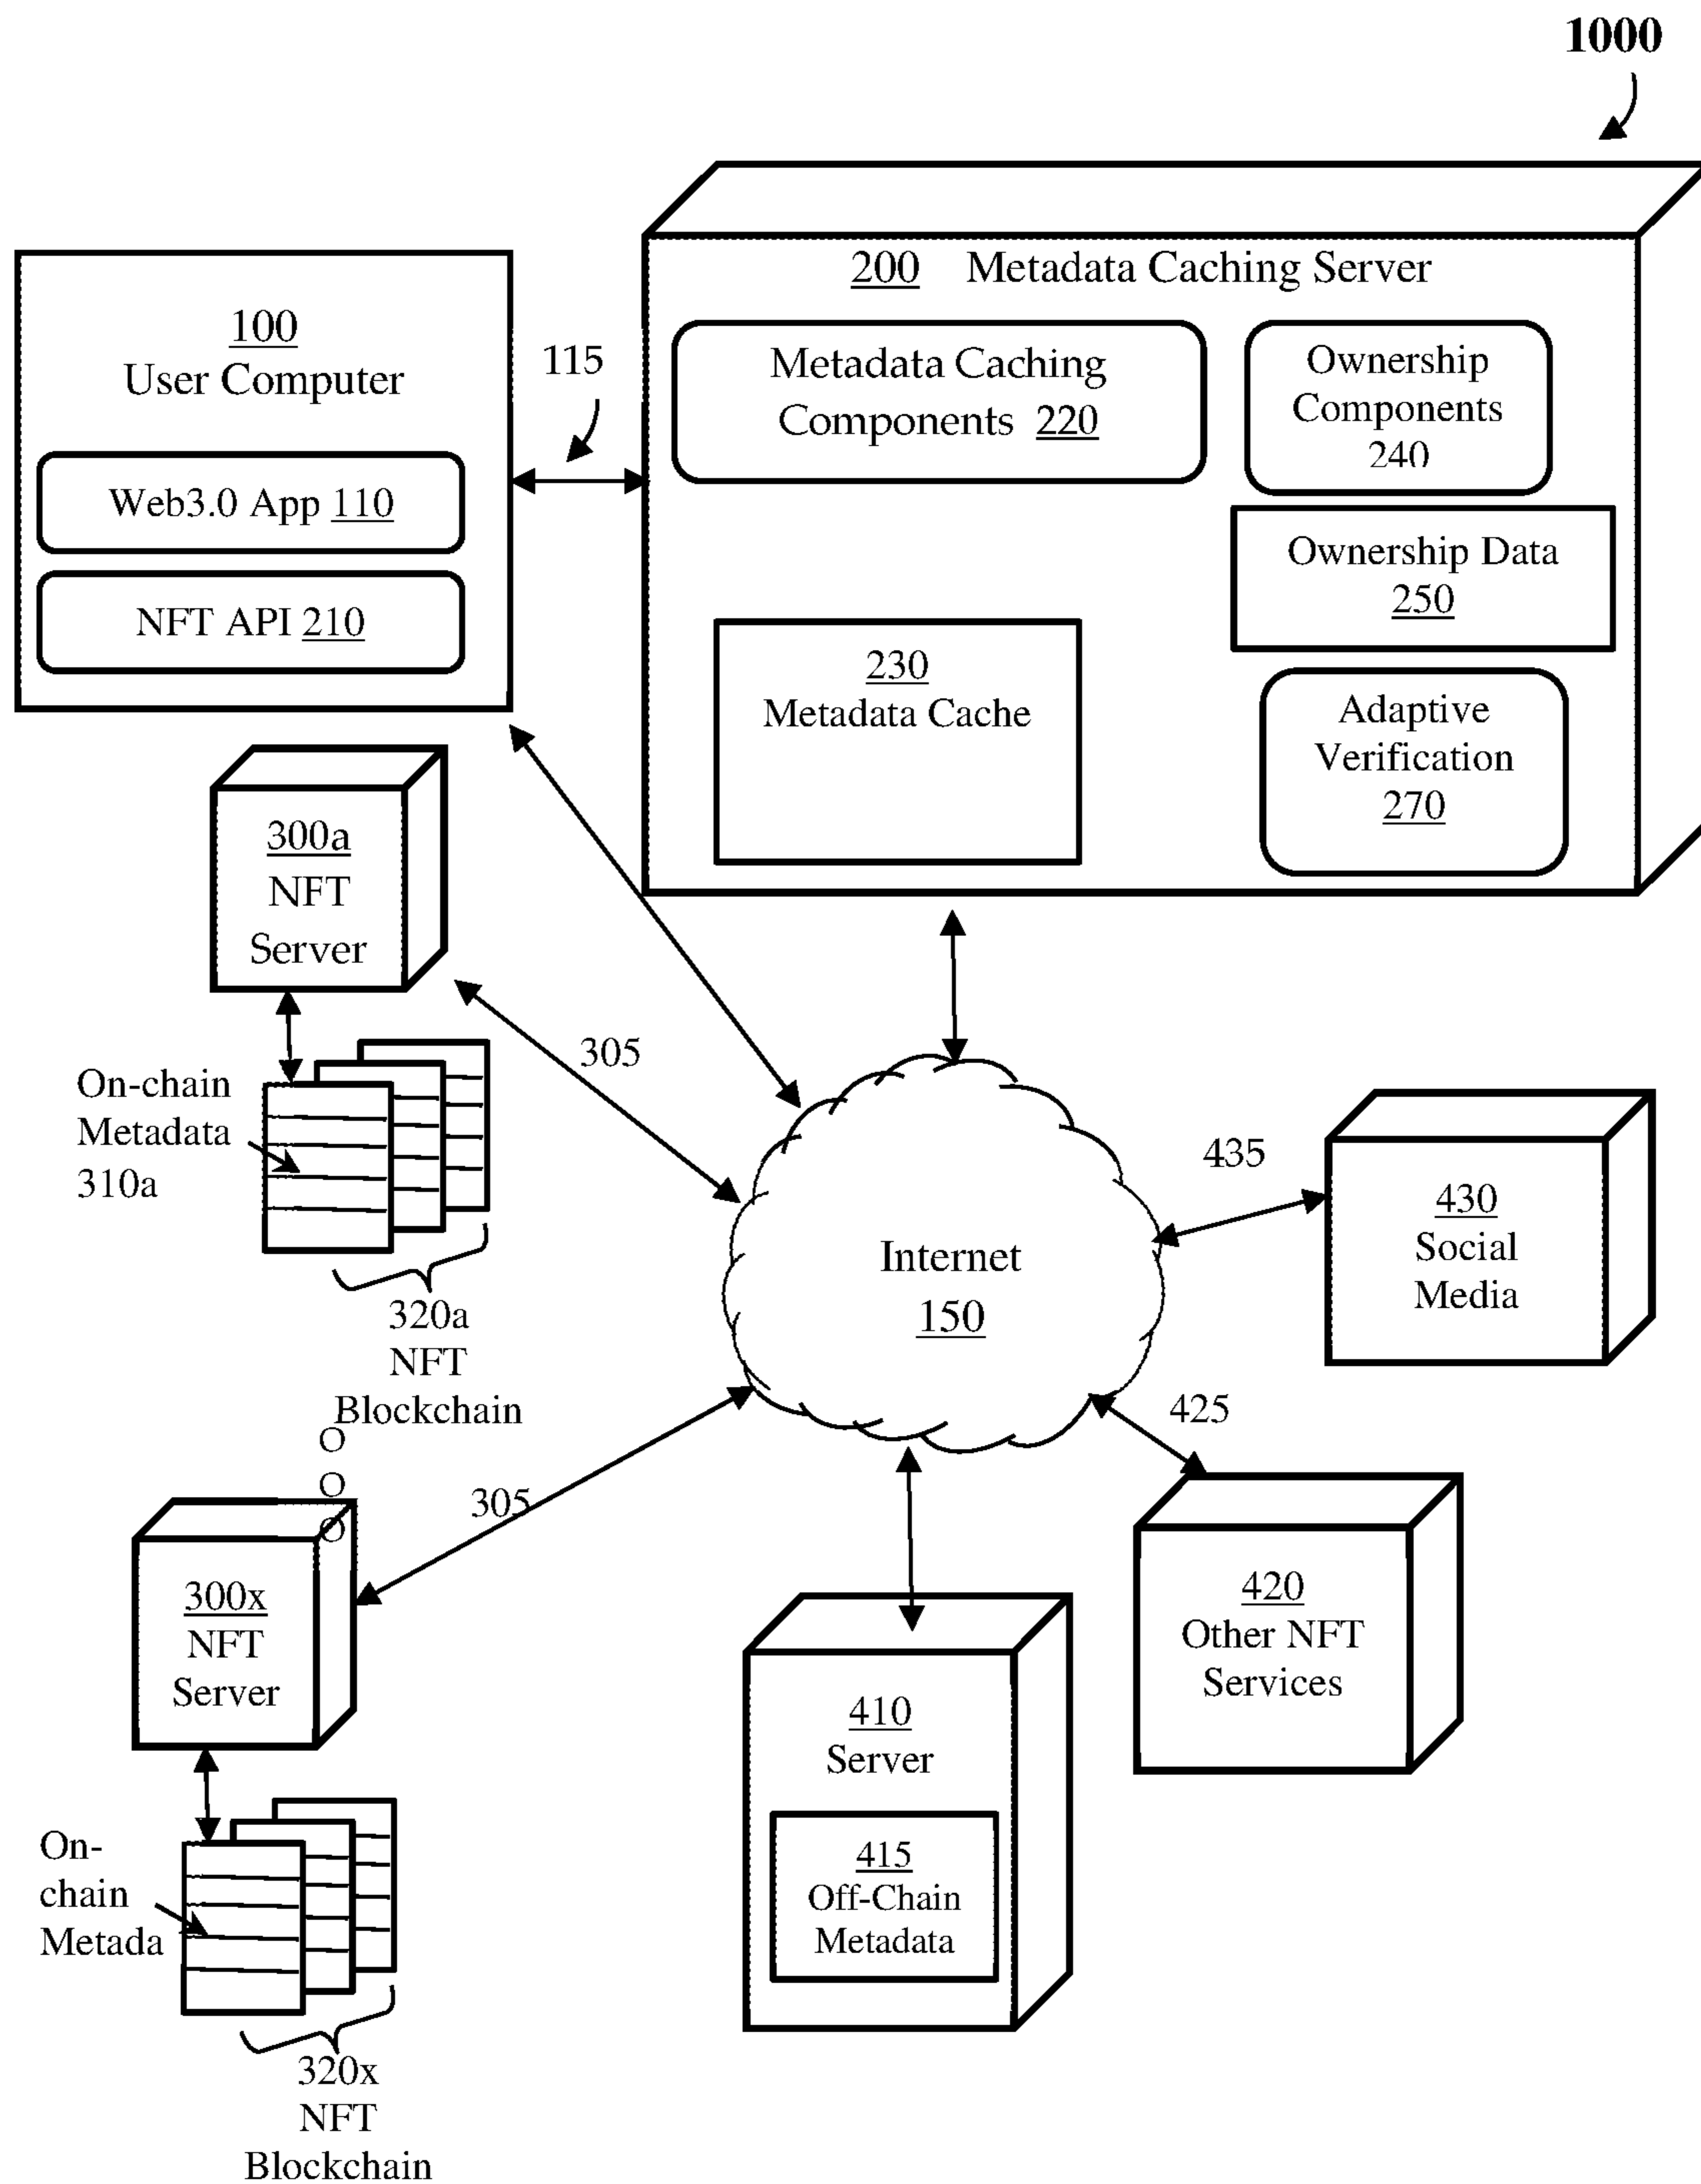 1000
200 Metadata Caching Server
100
User Computer
Web3.0 App 110
NFT API 210
115
Metadata Caching
Components 220
Ownership
Components
240
Ownership Data
250
230
Metadata Cache
Adaptive
Verification
270
300a
NFT
Server
305
On-chain
Metadata
310a
320a
NFT
Blockchain
O
O
O
Internet
150
435
430
Social
Media
425
420
Other NFT
Services
305
300x
NFT
Server
410
Server
415
Off-Chain
Metadata
On-
chain
Metada
320x
NFT
Blockchain